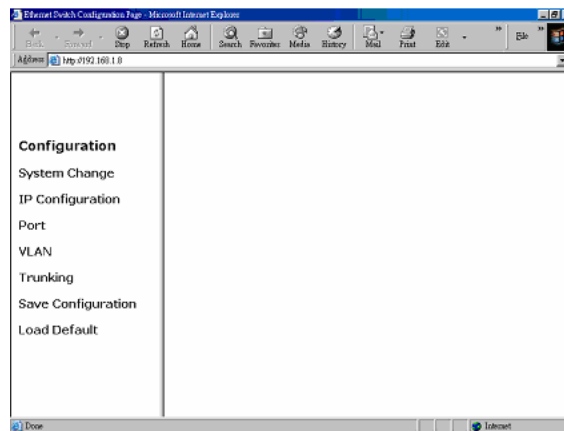 Ethernet Switch Configuration Page - Microsoft Internet Explorer
Back Forward Stop Refresh Home Search Favorites Media History Mail Print Edit » File »
Address http://192.168.1.8
Configuration
System Change
IP Configuration
Port
VLAN
Trunking
Save Configuration
Load Default
Done Internet